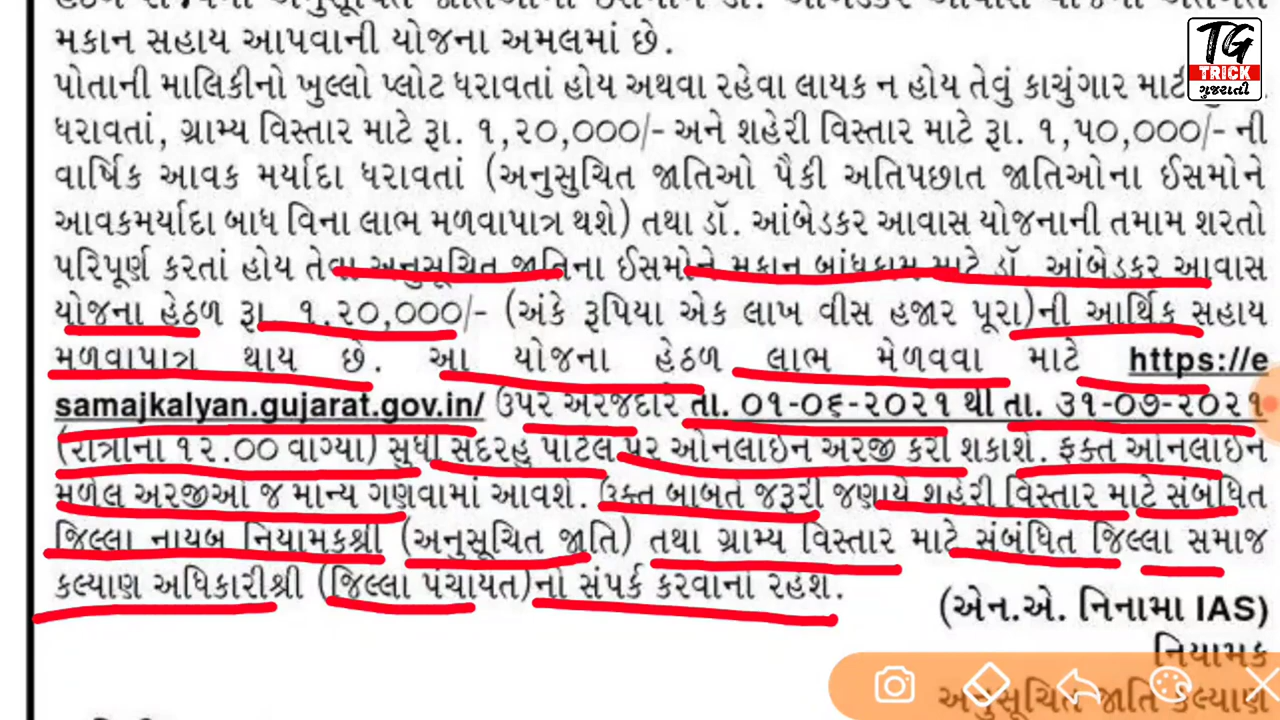 મકાન સહાય આપવાની યોજના અમલમાં છે.
પોતાની માલિકીનો ખુલ્લો પ્લોટ ધરાવતાં હોય અથવા રહેવા લાયક ન હોય તેવું કાચુંગાર માટી
ધરાવતાં, ગ્રામ્ય વિસ્તાર માટે રૂા. ૧,૨૦,૦૦૦/- અને શહેરી વિસ્તાર માટે રૂા. ૧,૫૦,૦૦૦/- ની
વાર્ષિક આવક મર્યાદા ધરાવતાં (અનુસુચિત જાતિઓ પૈકી અતિપછાત જાતિઓના ઈસમોને
આવકમર્યાદા બાધ વિના લાભ મળવાપાત્ર થશે) તથા ડૉ. આંબેડકર આવાસ યોજનાની તમામ શરતો
પરિપૂર્ણ કરતાં હોય તેવા અનુસૂચિત જાતિના ઈસમોને મકાન બાંધકામ માટે ડૉ. આંબેડકર આવાસ
યોજના હેઠળ રૂા. ૧,૨૦,૦૦૦/- (અંકે રૂપિયા એક લાખ વીસ હજાર પૂરા)ની આર્થિક સહાય
મળવાપાત્ર થાય છે. આ યોજના હેઠળ લાભ મેળવવા માટે https://e
samajkalyan.gujarat.gov.in/ ઉપર અરજદારે તા. ૦૧-૦૬-૨૦૨૧ થી તા. ૩૧-૦૭-૨૦૨૧
(રાત્રીના ૧૨.૦૦ વાગ્યા) સુધી સદરહુ પોર્ટલ પર ઓનલાઈન અરજી કરી શકાશે. ફક્ત ઓનલાઈન
મળેલ અરજીઓ જ માન્ય ગણવામાં આવશે. ઉક્ત બાબતે જરૂરી જણાયે શહેરી વિસ્તાર માટે સંબંધિત
જિલ્લા નાયબ નિયામકશ્રી (અનુસૂચિત જાતિ) તથા ગ્રામ્ય વિસ્તાર માટે સંબંધિત જિલ્લા સમાજ
કલ્યાણ અધિકારીશ્રી (જિલ્લા પંચાયત)નો સંપર્ક કરવાનો રહેશે.
(એન.એ. નિનામા IAS)
નિયામક
અનુસૂચિત જાતિ કલ્યાણ
TG
TRICK
ગુજરાતી